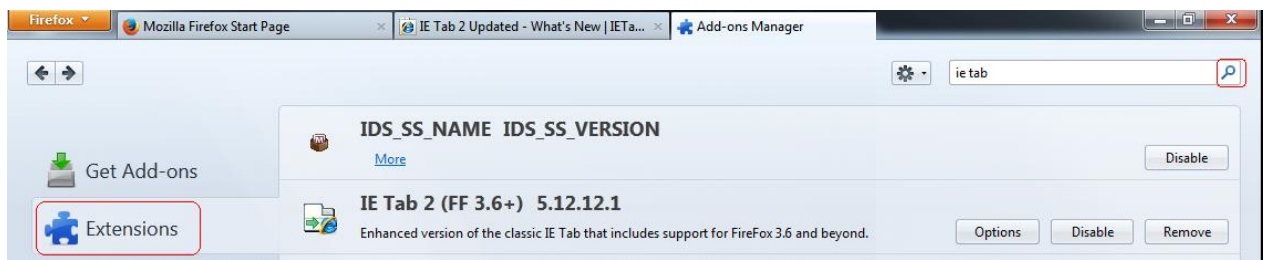 Firefox
Mozilla Firefox Start Page
IE Tab 2 Updated - What's New | IETa...
Add-ons Manager
ie tab
Get Add-ons
Extensions
IDS_SS_NAME IDS_SS_VERSION
More
Disable
IE Tab 2 (FF 3.6+) 5.12.12.1
Enhanced version of the classic IE Tab that includes support for FireFox 3.6 and beyond.
Options
Disable
Remove